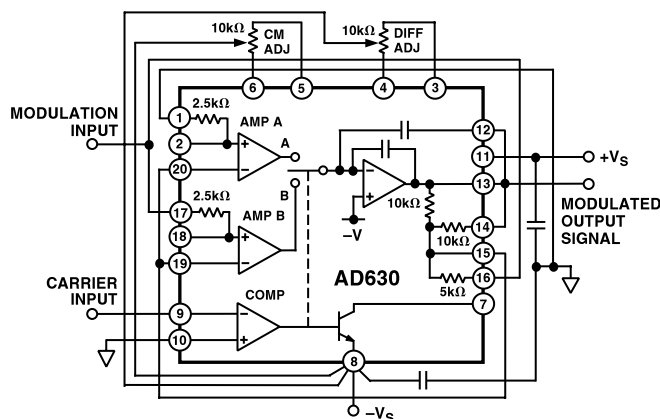 10kΩ
CM
ADJ
10kΩ
DIFF
ADJ
6
5
4
3
MODULATION
INPUT
1
2.5kΩ
AMP A
2
A
20
12
11
+VS
13
MODULATED
OUTPUT
SIGNAL
B
17
2.5kΩ
AMP B
18
19
10kΩ
–V
14
10kΩ
15
16
5kΩ
AD630
CARRIER
INPUT
9
COMP
10
7
8
–VS
+
–
–
+
–
–
+
+
–
–
+